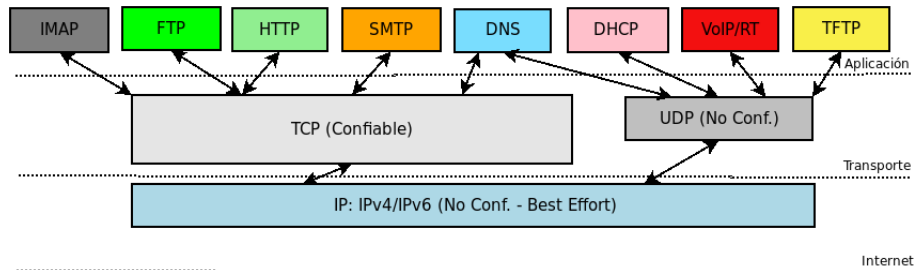 IMAP
FTP
HTTP
SMTP
DNS
DHCP
VoIP/RT
TFTP
Aplicación
TCP (Confiable)
UDP (No Conf.)
Transporte
IP: IPv4/IPv6 (No Conf. - Best Effort)
Internet